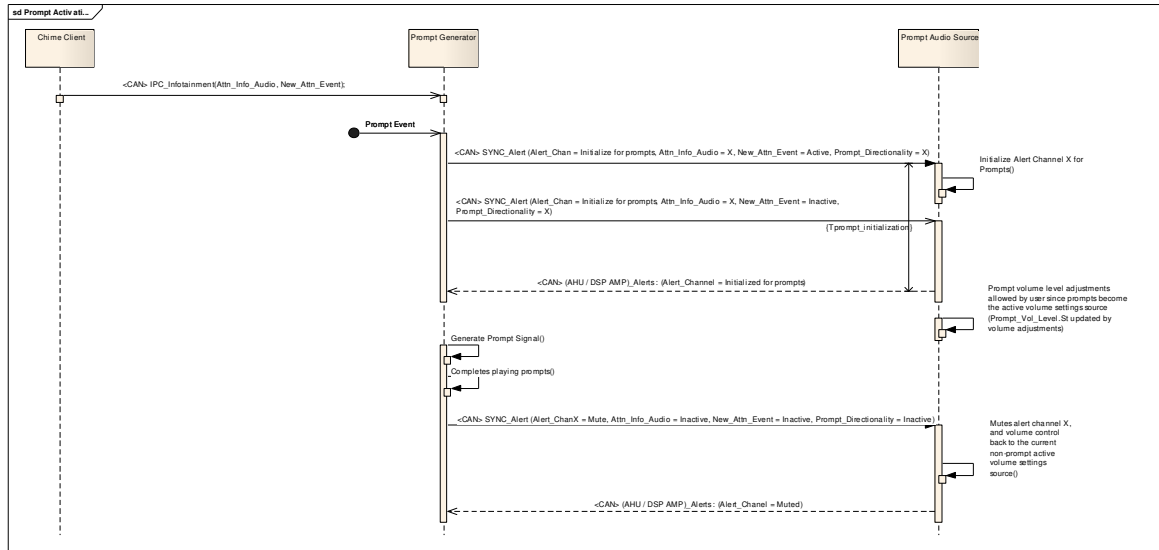 sd Prompt Activati...
Chime Client
Prompt Generator
Prompt Audio Source
<CAN> IPC_Infotainment(Attn_Info_Audio, New_Attn_Event);
Prompt Event
<CAN> SYNC_Alert (Alert_Chan = Initialize for prompts, Attn_Info_Audio = X, New_Attn_Event = Active, Prompt_Directionality = X)
Initialize Alert Channel X for
Prompts()
<CAN> SYNC_Alert (Alert_Chan = Initialize for prompts, Attn_Info_Audio = X, New_Attn_Event = Inactive,
Prompt_Directionality = X)
{Tprompt_initialization}
<CAN> (AHU / DSP AMP)_Alerts: (Alert_Channel = Initialized for prompts)
Prompt volume level adjustments
allowed by user since prompts become
the active volume settings source
(Prompt_Vol_Level.St updated by
volume adjustments)
Generate Prompt Signal()
Completes playing prompts()
<CAN> SYNC_Alert (Alert_ChanX = Mute, Attn_Info_Audio = Inactive, New_Attn_Event = Inactive, Prompt_Directionality = Inactive)
Mutes alert channel X,
and volume control
back to the current
non-prompt active
volume settings
source()
<CAN> (AHU / DSP AMP)_Alerts: (Alert_Chanel = Muted)